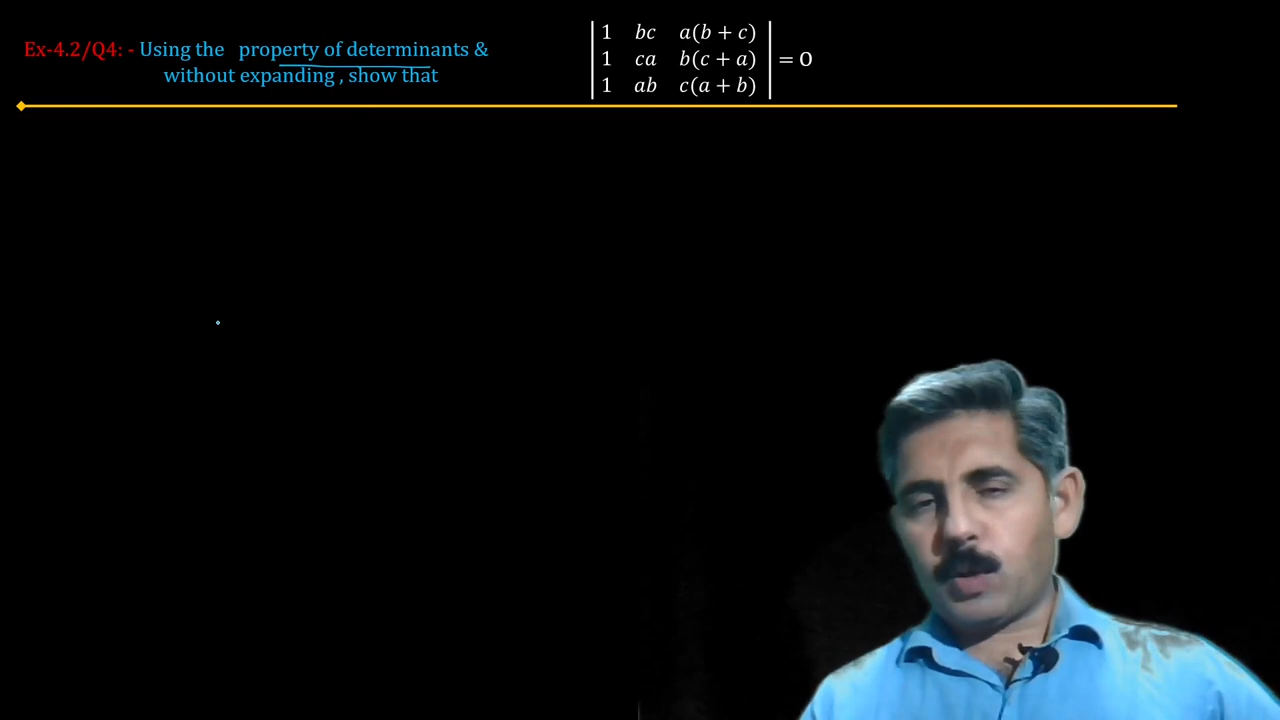 Ex-4.2/Q4: - Using the property of determinants &
without expanding , show that
| 1 bc a(b + c) |
| 1 ca b(c + a) | = 0
| 1 ab c(a + b) |